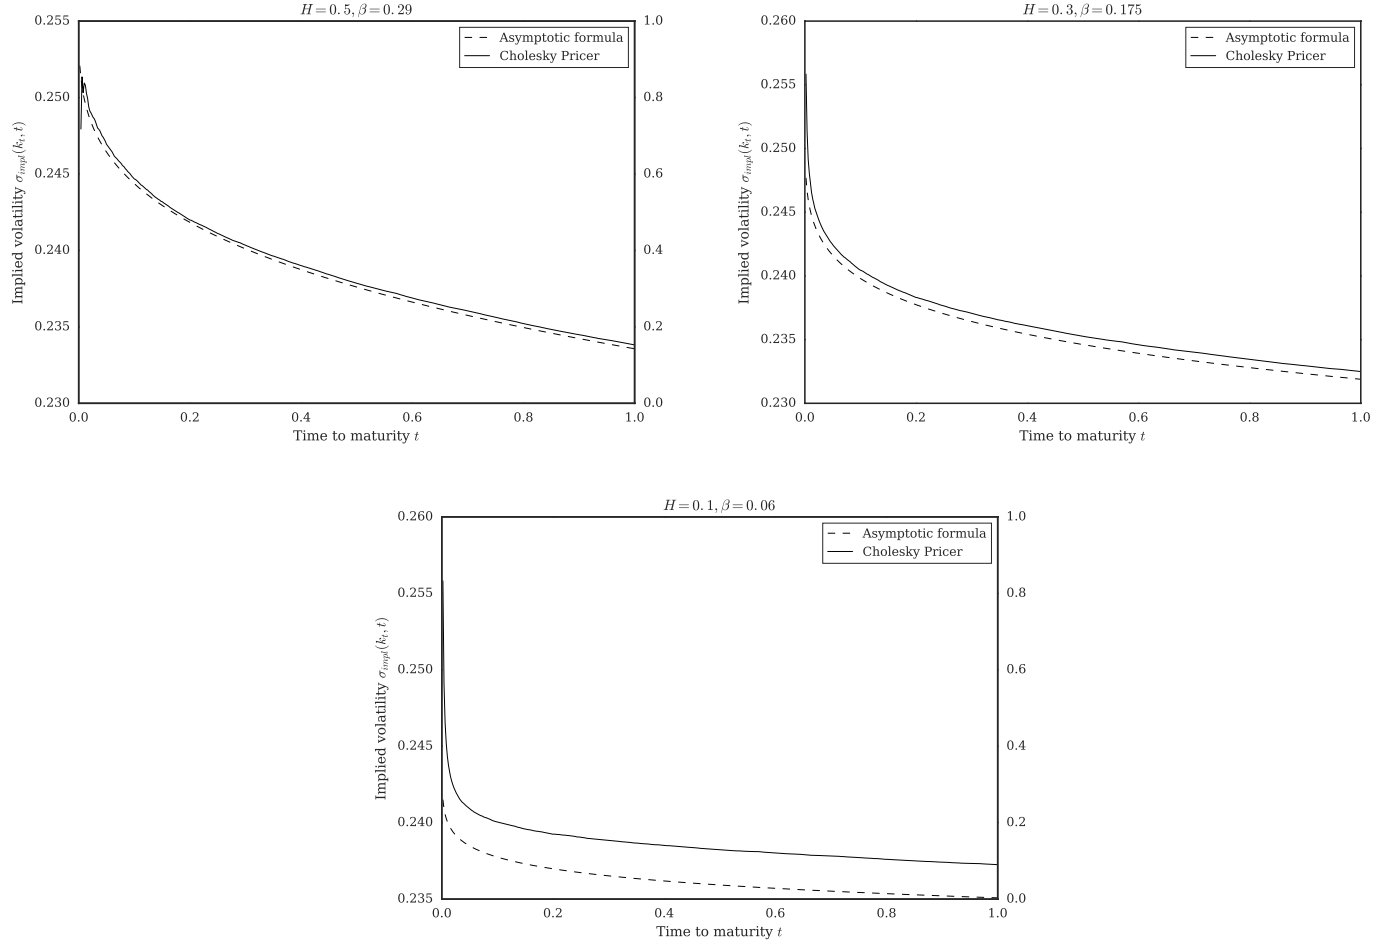 H = 0.5, β = 0.29
0.255
0.250
0.245
0.240
0.235
0.230
1.0
0.8
0.6
0.4
0.2
0.0
0.0 0.2 0.4 0.6 0.8 1.0
Asymptotic formula
Cholesky Pricer
Implied volatility σ_impl(k_t, t)
Time to maturity t
H = 0.3, β = 0.175
0.260
0.255
0.250
0.245
0.240
0.235
0.230
0.0 0.2 0.4 0.6 0.8 1.0
Asymptotic formula
Cholesky Pricer
Implied volatility σ_impl(k_t, t)
Time to maturity t
H = 0.1, β = 0.06
0.260
0.255
0.250
0.245
0.240
0.235
1.0
0.8
0.6
0.4
0.2
0.0
0.0 0.2 0.4 0.6 0.8 1.0
Asymptotic formula
Cholesky Pricer
Implied volatility σ_impl(k_t, t)
Time to maturity t